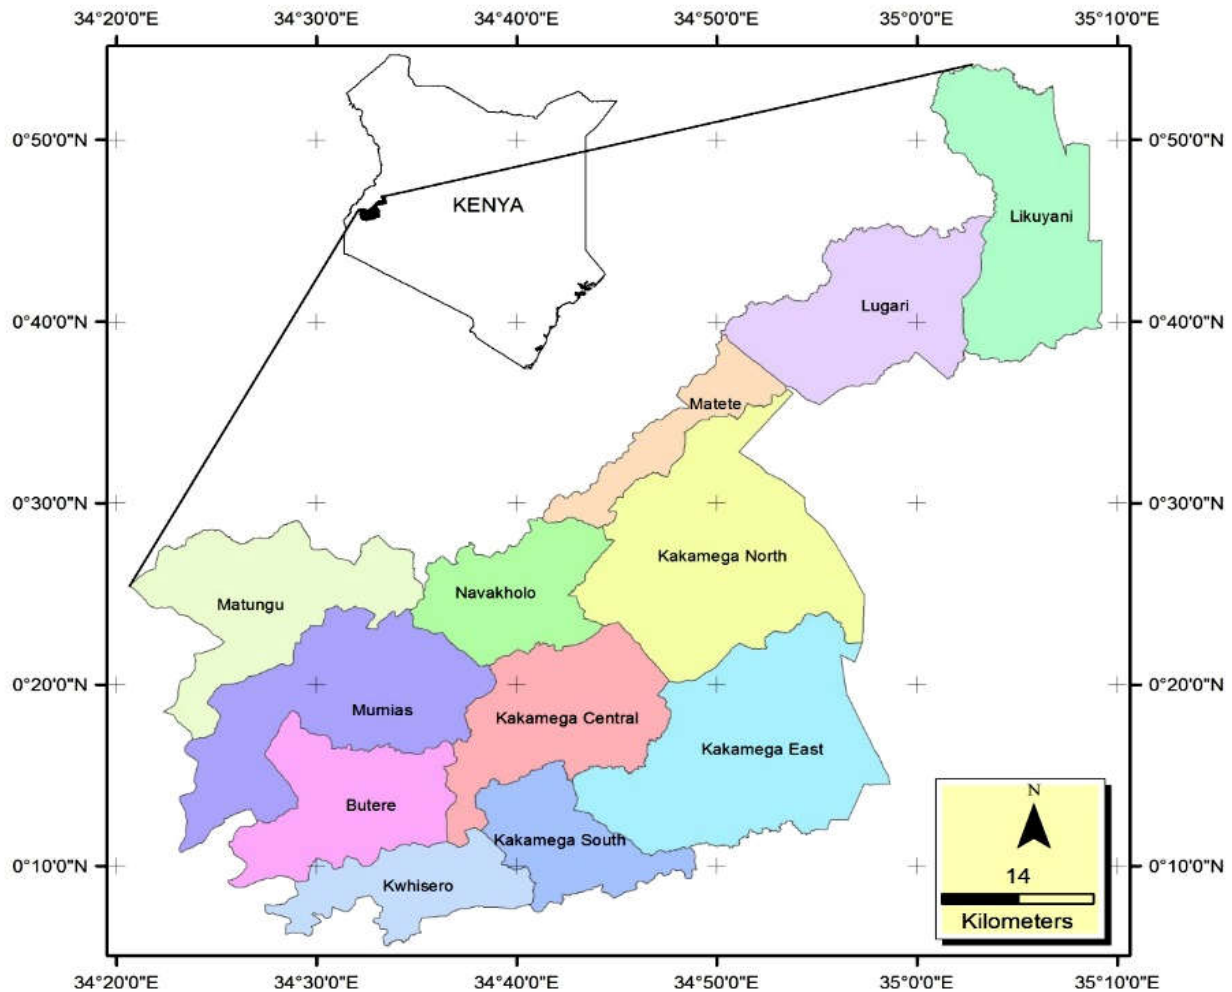 34°20'0"E 34°30'0"E 34°40'0"E 34°50'0"E 35°0'0"E 35°10'0"E
0°50'0"N 0°50'0"N
KENYA
Likuyani
Lugari
0°40'0"N 0°40'0"N
Matete
0°30'0"N 0°30'0"N
Kakamega North
Navakholo
Matungu
0°20'0"N 0°20'0"N
Mumias
Kakamega Central
Kakamega East
Butere
Kakamega South
Kwhisero
0°10'0"N 0°10'0"N
N
14
Kilometers
34°20'0"E 34°30'0"E 34°40'0"E 34°50'0"E 35°0'0"E 35°10'0"E